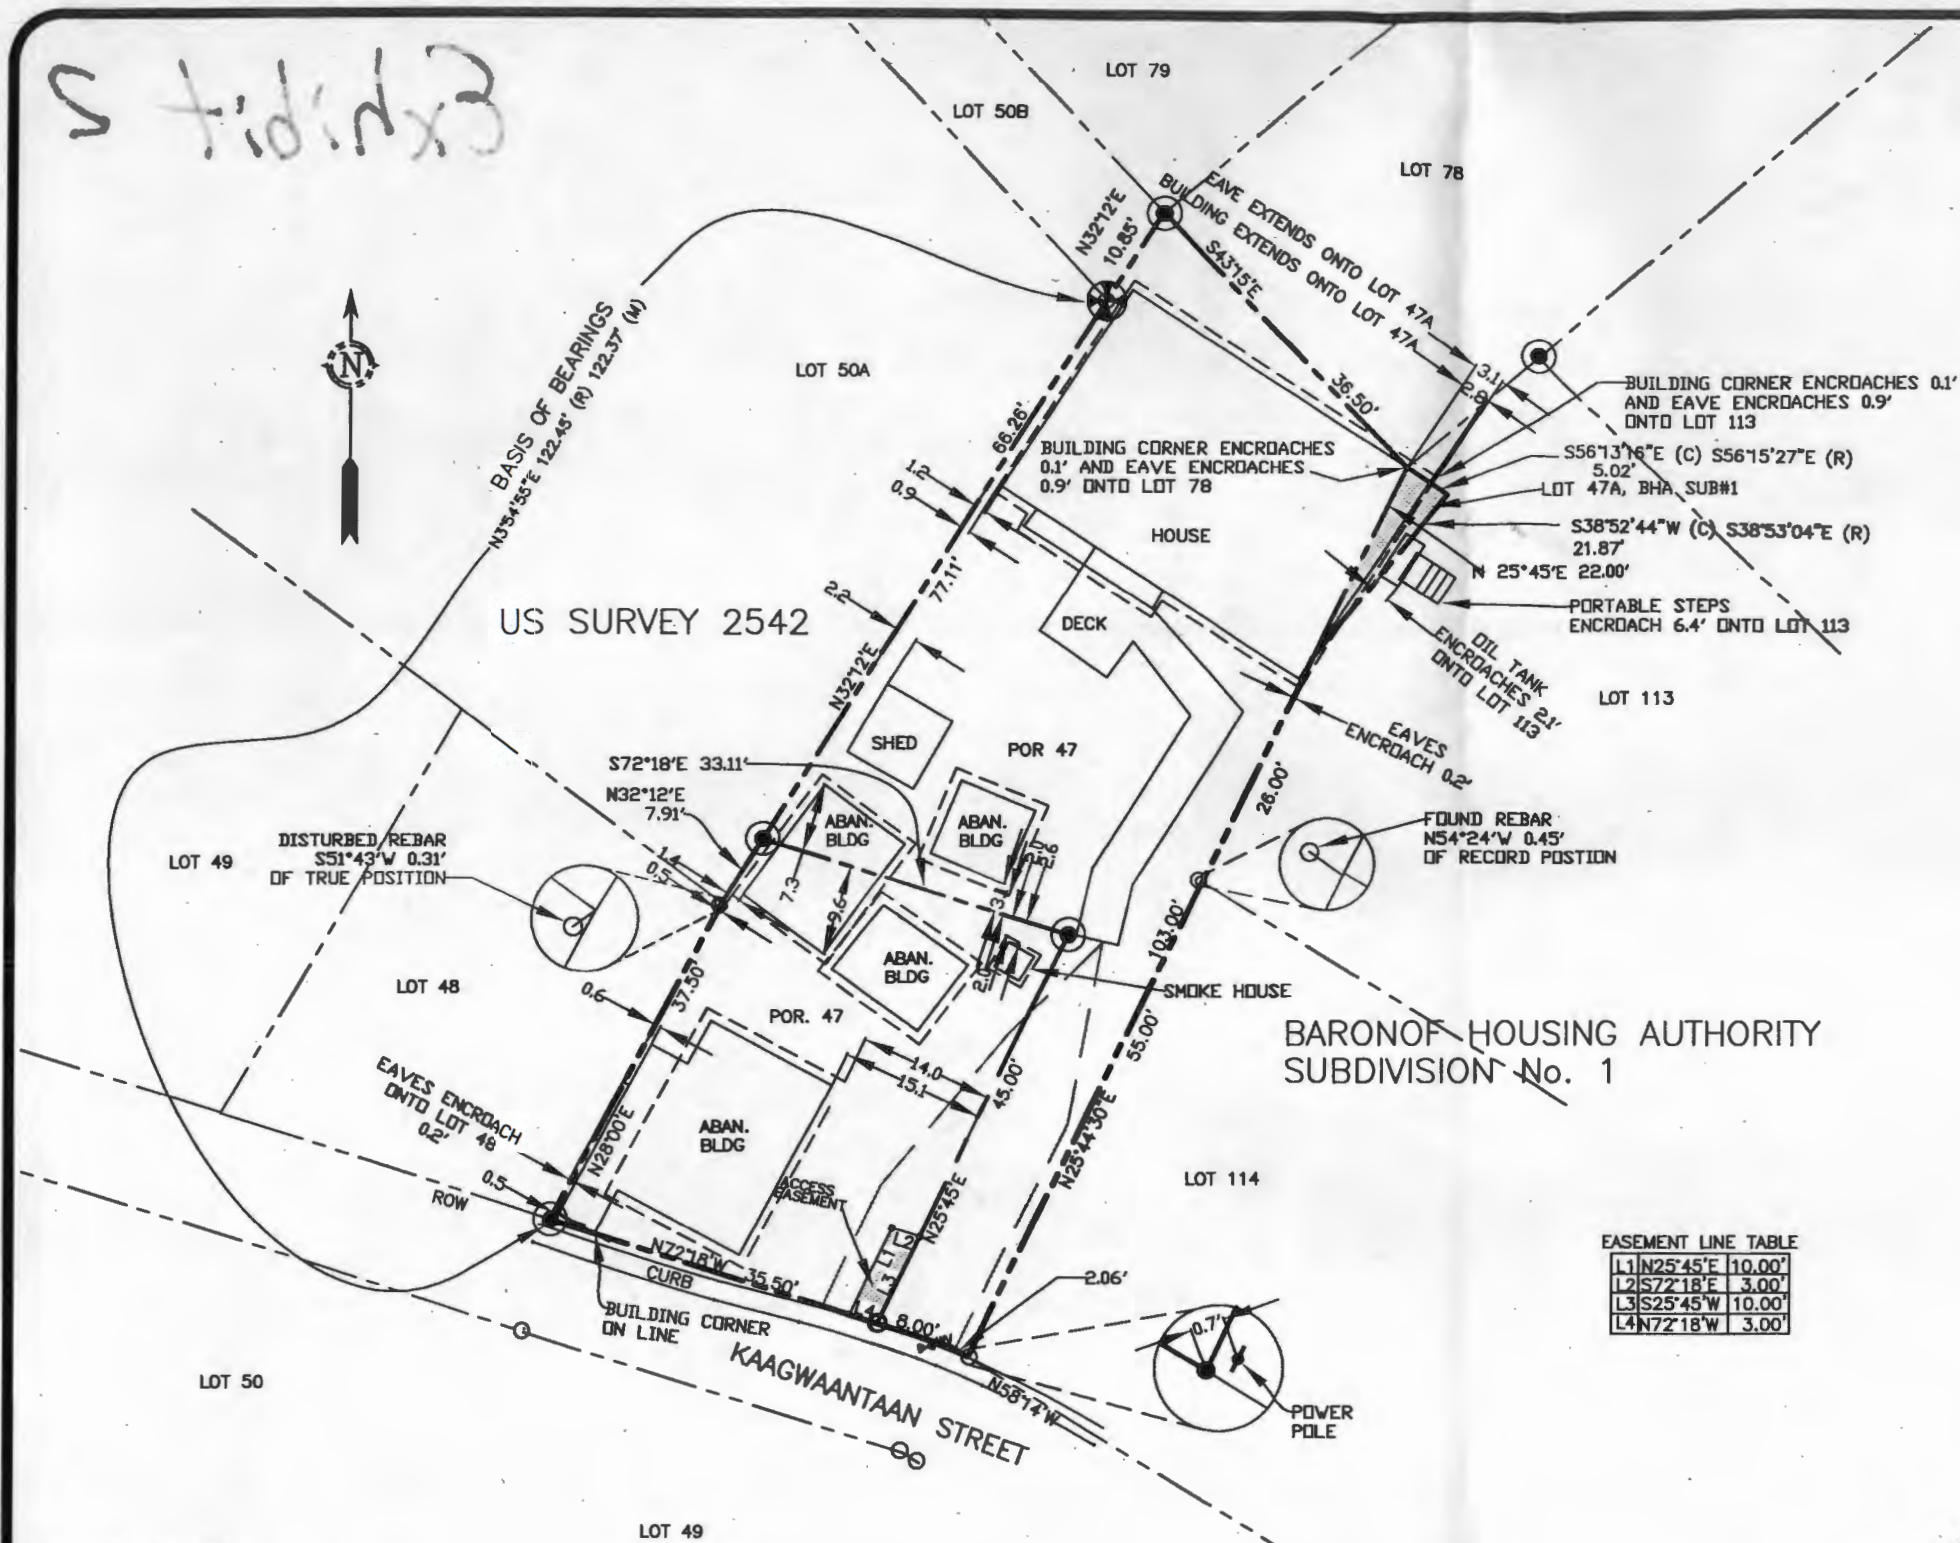 Exhibit 2
LOT 79
LOT 50B
LOT 78
EAVE EXTENDS ONTO LOT 47A
BUILDING EXTENDS ONTO LOT 47A
N32°12'E
10.85'
S43°15'E
36.50'
3.1
2.8
N
BASIS OF BEARINGS
N3°54'55"E 122.45' (R) 122.37' (M)
LOT 50A
66.26'
BUILDING CORNER ENCROACHES
0.1' AND EAVE ENCROACHES
0.9' ONTO LOT 78
BUILDING CORNER ENCROACHES 0.1'
AND EAVE ENCROACHES 0.9'
ONTO LOT 113
S56°13'16"E (C) S56°15'27"E (R)
5.02'
LOT 47A, BHA SUB#1
S38°52'44"W (C) S38°53'04"E (R)
21.87'
N 25°45'E 22.00'
PORTABLE STEPS
ENCROACH 6.4' ONTO LOT 113
OIL TANK
ENCROACHES 2.1'
ONTO LOT 113
LOT 113
EAVES
ENCROACH 0.2'
1.2
0.9
HOUSE
77.11'
2.2
US SURVEY 2542
DECK
N32°12'E
SHED
POR 47
S72°18'E 33.11'
N32°12'E
7.91'
26.00'
FOUND REBAR
N54°24'W 0.45'
OF RECORD POSTION
DISTURBED REBAR
S51°43'W 0.31'
OF TRUE POSITION
LOT 49
1.4
0.5
ABAN.
BLDG
ABAN.
BLDG
7.3
9.6
5.6
103.00'
ABAN.
BLDG
2.0
SMOKE HOUSE
LOT 48
37.50'
0.6
POR. 47
14.0
15.1
45.00'
55.00'
BARONOF HOUSING AUTHORITY
SUBDIVISION No. 1
EAVES ENCROACH
ONTO LOT 48
0.2'
N28°00'E
ABAN.
BLDG
N25°44'30"E
LOT 114
0.5
ROW
ACCESS
EASEMENT
N25°45'E
L1
L2
L3
L4
N72°18'W 35.50'
CURB
8.00'
2.06'
BUILDING CORNER
ON LINE
KAAGWAANTAAN STREET
N58°14'W
0.7'
POWER
POLE
LOT 50
LOT 49
EASEMENT LINE TABLE
L1 N25°45'E 10.00'
L2 S72°18'E 3.00'
L3 S25°45'W 10.00'
L4 N72°18'W 3.00'